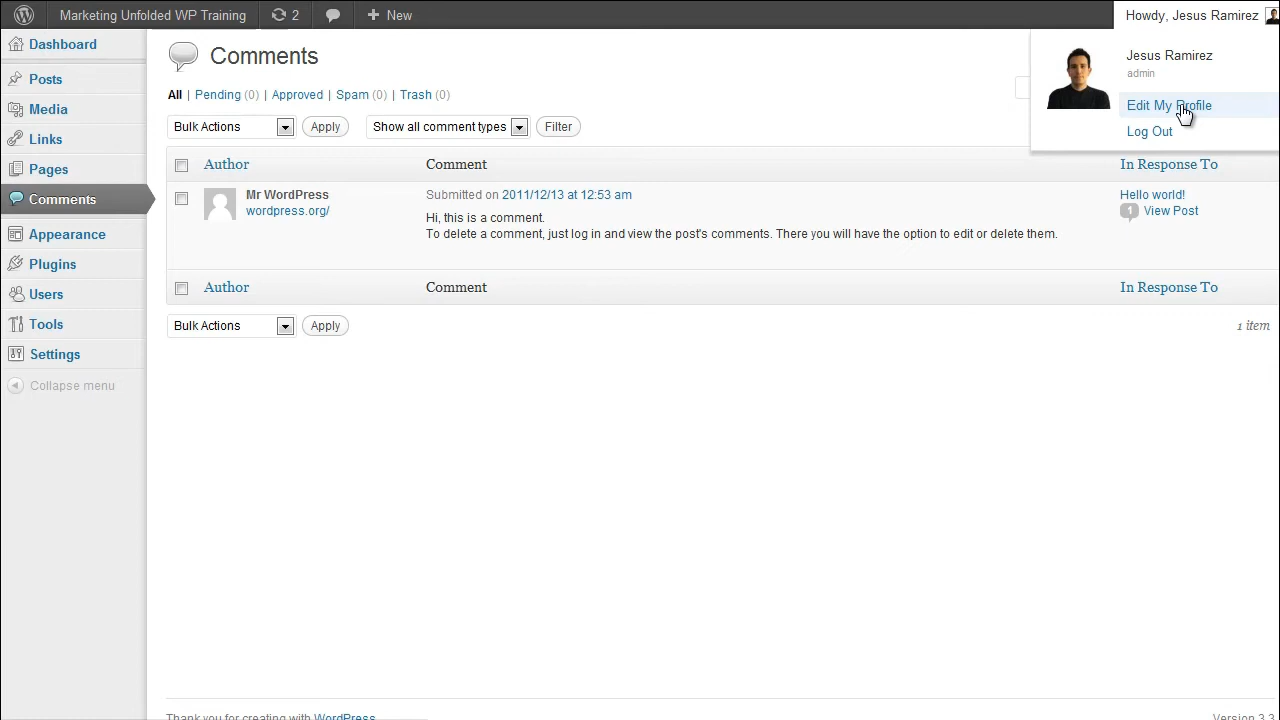 Marketing Unfolded WP Training 2 New Howdy, Jesus Ramirez
Dashboard
Posts
Media
Links
Pages
Comments
Appearance
Plugins
Users
Tools
Settings
Collapse menu
Comments
Jesus Ramirez
admin
Edit My Profile
Log Out
All | Pending (0) | Approved | Spam (0) | Trash (0)
Bulk Actions Apply Show all comment types Filter
Author Comment In Response To
Mr WordPress
wordpress.org/
Submitted on 2011/12/13 at 12:53 am
Hi, this is a comment.
To delete a comment, just log in and view the post's comments. There you will have the option to edit or delete them.
Hello world!
1 View Post
Author Comment In Response To
Bulk Actions Apply 1 item
Thank you for creating with WordPress Version 3.3